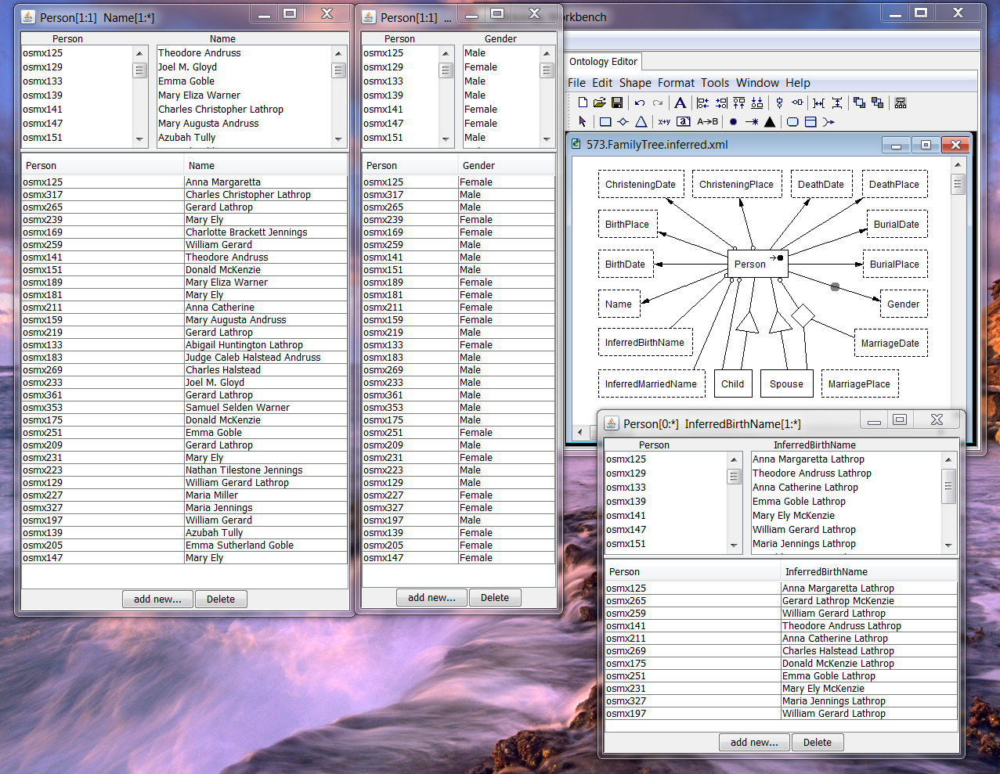 Person[1:1]  Name[1:*]
Person
Name
osmx125
osmx129
osmx133
osmx139
osmx141
osmx147
osmx151
Theodore Andruss
Joel M. Gloyd
Emma Goble
Mary Eliza Warner
Charles Christopher Lathrop
Mary Augusta Andruss
Azubah Tully
Person Name
osmx125 Anna Margaretta
osmx317 Charles Christopher Lathrop
osmx265 Gerard Lathrop
osmx239 Mary Ely
osmx169 Charlotte Brackett Jennings
osmx259 William Gerard
osmx141 Theodore Andruss
osmx151 Donald McKenzie
osmx189 Mary Eliza Warner
osmx181 Mary Ely
osmx211 Anna Catherine
osmx159 Mary Augusta Andruss
osmx219 Gerard Lathrop
osmx133 Abigail Huntington Lathrop
osmx183 Judge Caleb Halstead Andruss
osmx269 Charles Halstead
osmx233 Joel M. Gloyd
osmx361 Gerard Lathrop
osmx353 Samuel Selden Warner
osmx175 Donald McKenzie
osmx251 Emma Goble
osmx209 Gerard Lathrop
osmx231 Mary Ely
osmx223 Nathan Tilestone Jennings
osmx129 William Gerard Lathrop
osmx227 Maria Miller
osmx327 Maria Jennings
osmx197 William Gerard
osmx139 Azubah Tully
osmx205 Emma Sutherland Goble
osmx147 Mary Ely
add new... Delete
Person[1:1] ...
Person
Gender
osmx125
osmx129
osmx133
osmx139
osmx141
osmx147
osmx151
Male
Female
Male
Male
Female
Female
Male
Person Gender
osmx125 Female
osmx317 Male
osmx265 Male
osmx239 Female
osmx169 Female
osmx259 Male
osmx141 Male
osmx151 Male
osmx189 Female
osmx181 Female
osmx211 Female
osmx159 Female
osmx219 Male
osmx133 Female
osmx183 Male
osmx269 Male
osmx233 Male
osmx361 Male
osmx353 Male
osmx175 Male
osmx251 Female
osmx209 Male
osmx231 Female
osmx223 Male
osmx129 Male
osmx227 Female
osmx327 Female
osmx197 Male
osmx139 Female
osmx205 Female
osmx147 Female
add new... Delete
rkbench
Ontology Editor
File Edit Shape Format Tools Window Help
A
x+y a A→B
573.FamilyTree.inferred.xml
ChristeningDate ChristeningPlace DeathDate DeathPlace
BirthPlace BurialDate
BirthDate Person BurialPlace
Name Gender
InferredBirthName MarriageDate
InferredMarriedName Child Spouse MarriagePlace
Person[0:*]  InferredBirthName[1:*]
Person
InferredBirthName
osmx125
osmx129
osmx133
osmx139
osmx141
osmx147
osmx151
Anna Margaretta Lathrop
Theodore Andruss Lathrop
Anna Catherine Lathrop
Emma Goble Lathrop
Mary Ely McKenzie
William Gerard Lathrop
Maria Jennings Lathrop
Person InferredBirthName
osmx125 Anna Margaretta Lathrop
osmx265 Gerard Lathrop McKenzie
osmx259 William Gerard Lathrop
osmx141 Theodore Andruss Lathrop
osmx211 Anna Catherine Lathrop
osmx269 Charles Halstead Lathrop
osmx175 Donald McKenzie Lathrop
osmx251 Emma Goble Lathrop
osmx231 Mary Ely McKenzie
osmx327 Maria Jennings Lathrop
osmx197 William Gerard Lathrop
add new... Delete